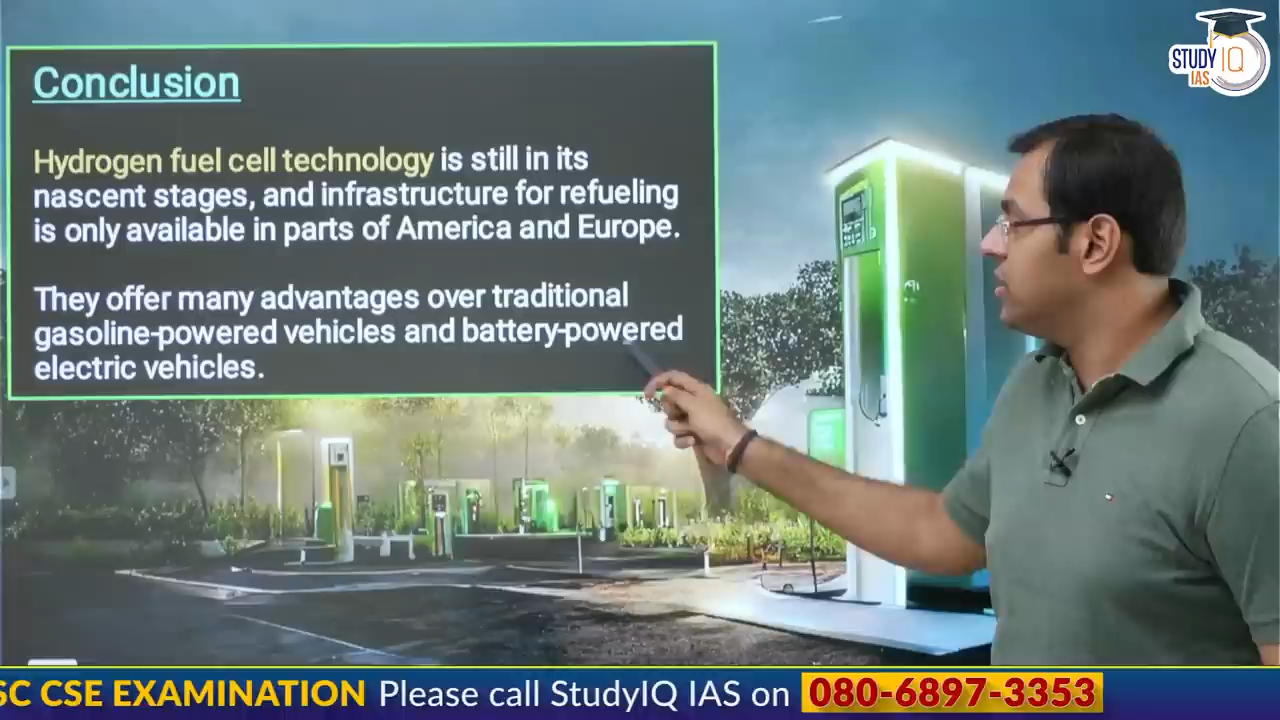 STUDY IQ
IAS
Conclusion
Hydrogen fuel cell technology is still in its
nascent stages, and infrastructure for refueling
is only available in parts of America and Europe.
They offer many advantages over traditional
gasoline-powered vehicles and battery-powered
electric vehicles.
SC CSE EXAMINATION Please call StudyIQ IAS on 080-6897-3353